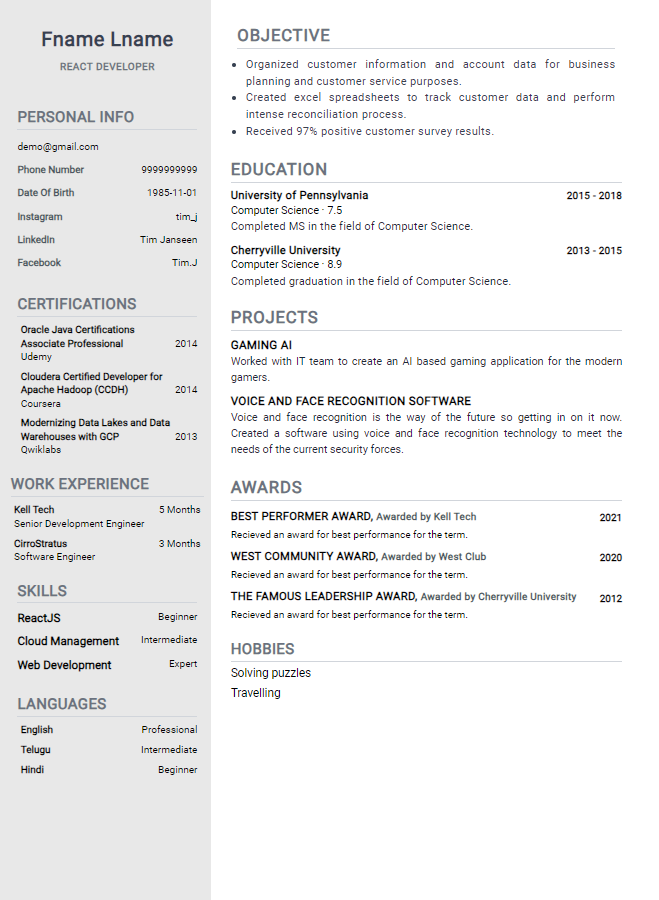 Fname Lname
REACT DEVELOPER
PERSONAL INFO
demo@gmail.com
Phone Number 9999999999
Date Of Birth 1985-11-01
Instagram tim_j
LinkedIn Tim Janseen
Facebook Tim.J
CERTIFICATIONS
Oracle Java Certifications
Associate Professional 2014
Udemy
Cloudera Certified Developer for
Apache Hadoop (CCDH) 2014
Coursera
Modernizing Data Lakes and Data
Warehouses with GCP 2013
Qwiklabs
WORK EXPERIENCE
Kell Tech 5 Months
Senior Development Engineer
CirroStratus 3 Months
Software Engineer
SKILLS
ReactJS Beginner
Cloud Management Intermediate
Web Development Expert
LANGUAGES
English Professional
Telugu Intermediate
Hindi Beginner
OBJECTIVE
• Organized customer information and account data for business
planning and customer service purposes.
• Created excel spreadsheets to track customer data and perform
intense reconciliation process.
• Received 97% positive customer survey results.
EDUCATION
University of Pennsylvania 2015 - 2018
Computer Science · 7.5
Completed MS in the field of Computer Science.
Cherryville University 2013 - 2015
Computer Science · 8.9
Completed graduation in the field of Computer Science.
PROJECTS
GAMING AI
Worked with IT team to create an AI based gaming application for the modern
gamers.
VOICE AND FACE RECOGNITION SOFTWARE
Voice and face recognition is the way of the future so getting in on it now.
Created a software using voice and face recognition technology to meet the
needs of the current security forces.
AWARDS
BEST PERFORMER AWARD, Awarded by Kell Tech 2021
Recieved an award for best performance for the term.
WEST COMMUNITY AWARD, Awarded by West Club 2020
Recieved an award for best performance for the term.
THE FAMOUS LEADERSHIP AWARD, Awarded by Cherryville University 2012
Recieved an award for best performance for the term.
HOBBIES
Solving puzzles
Travelling